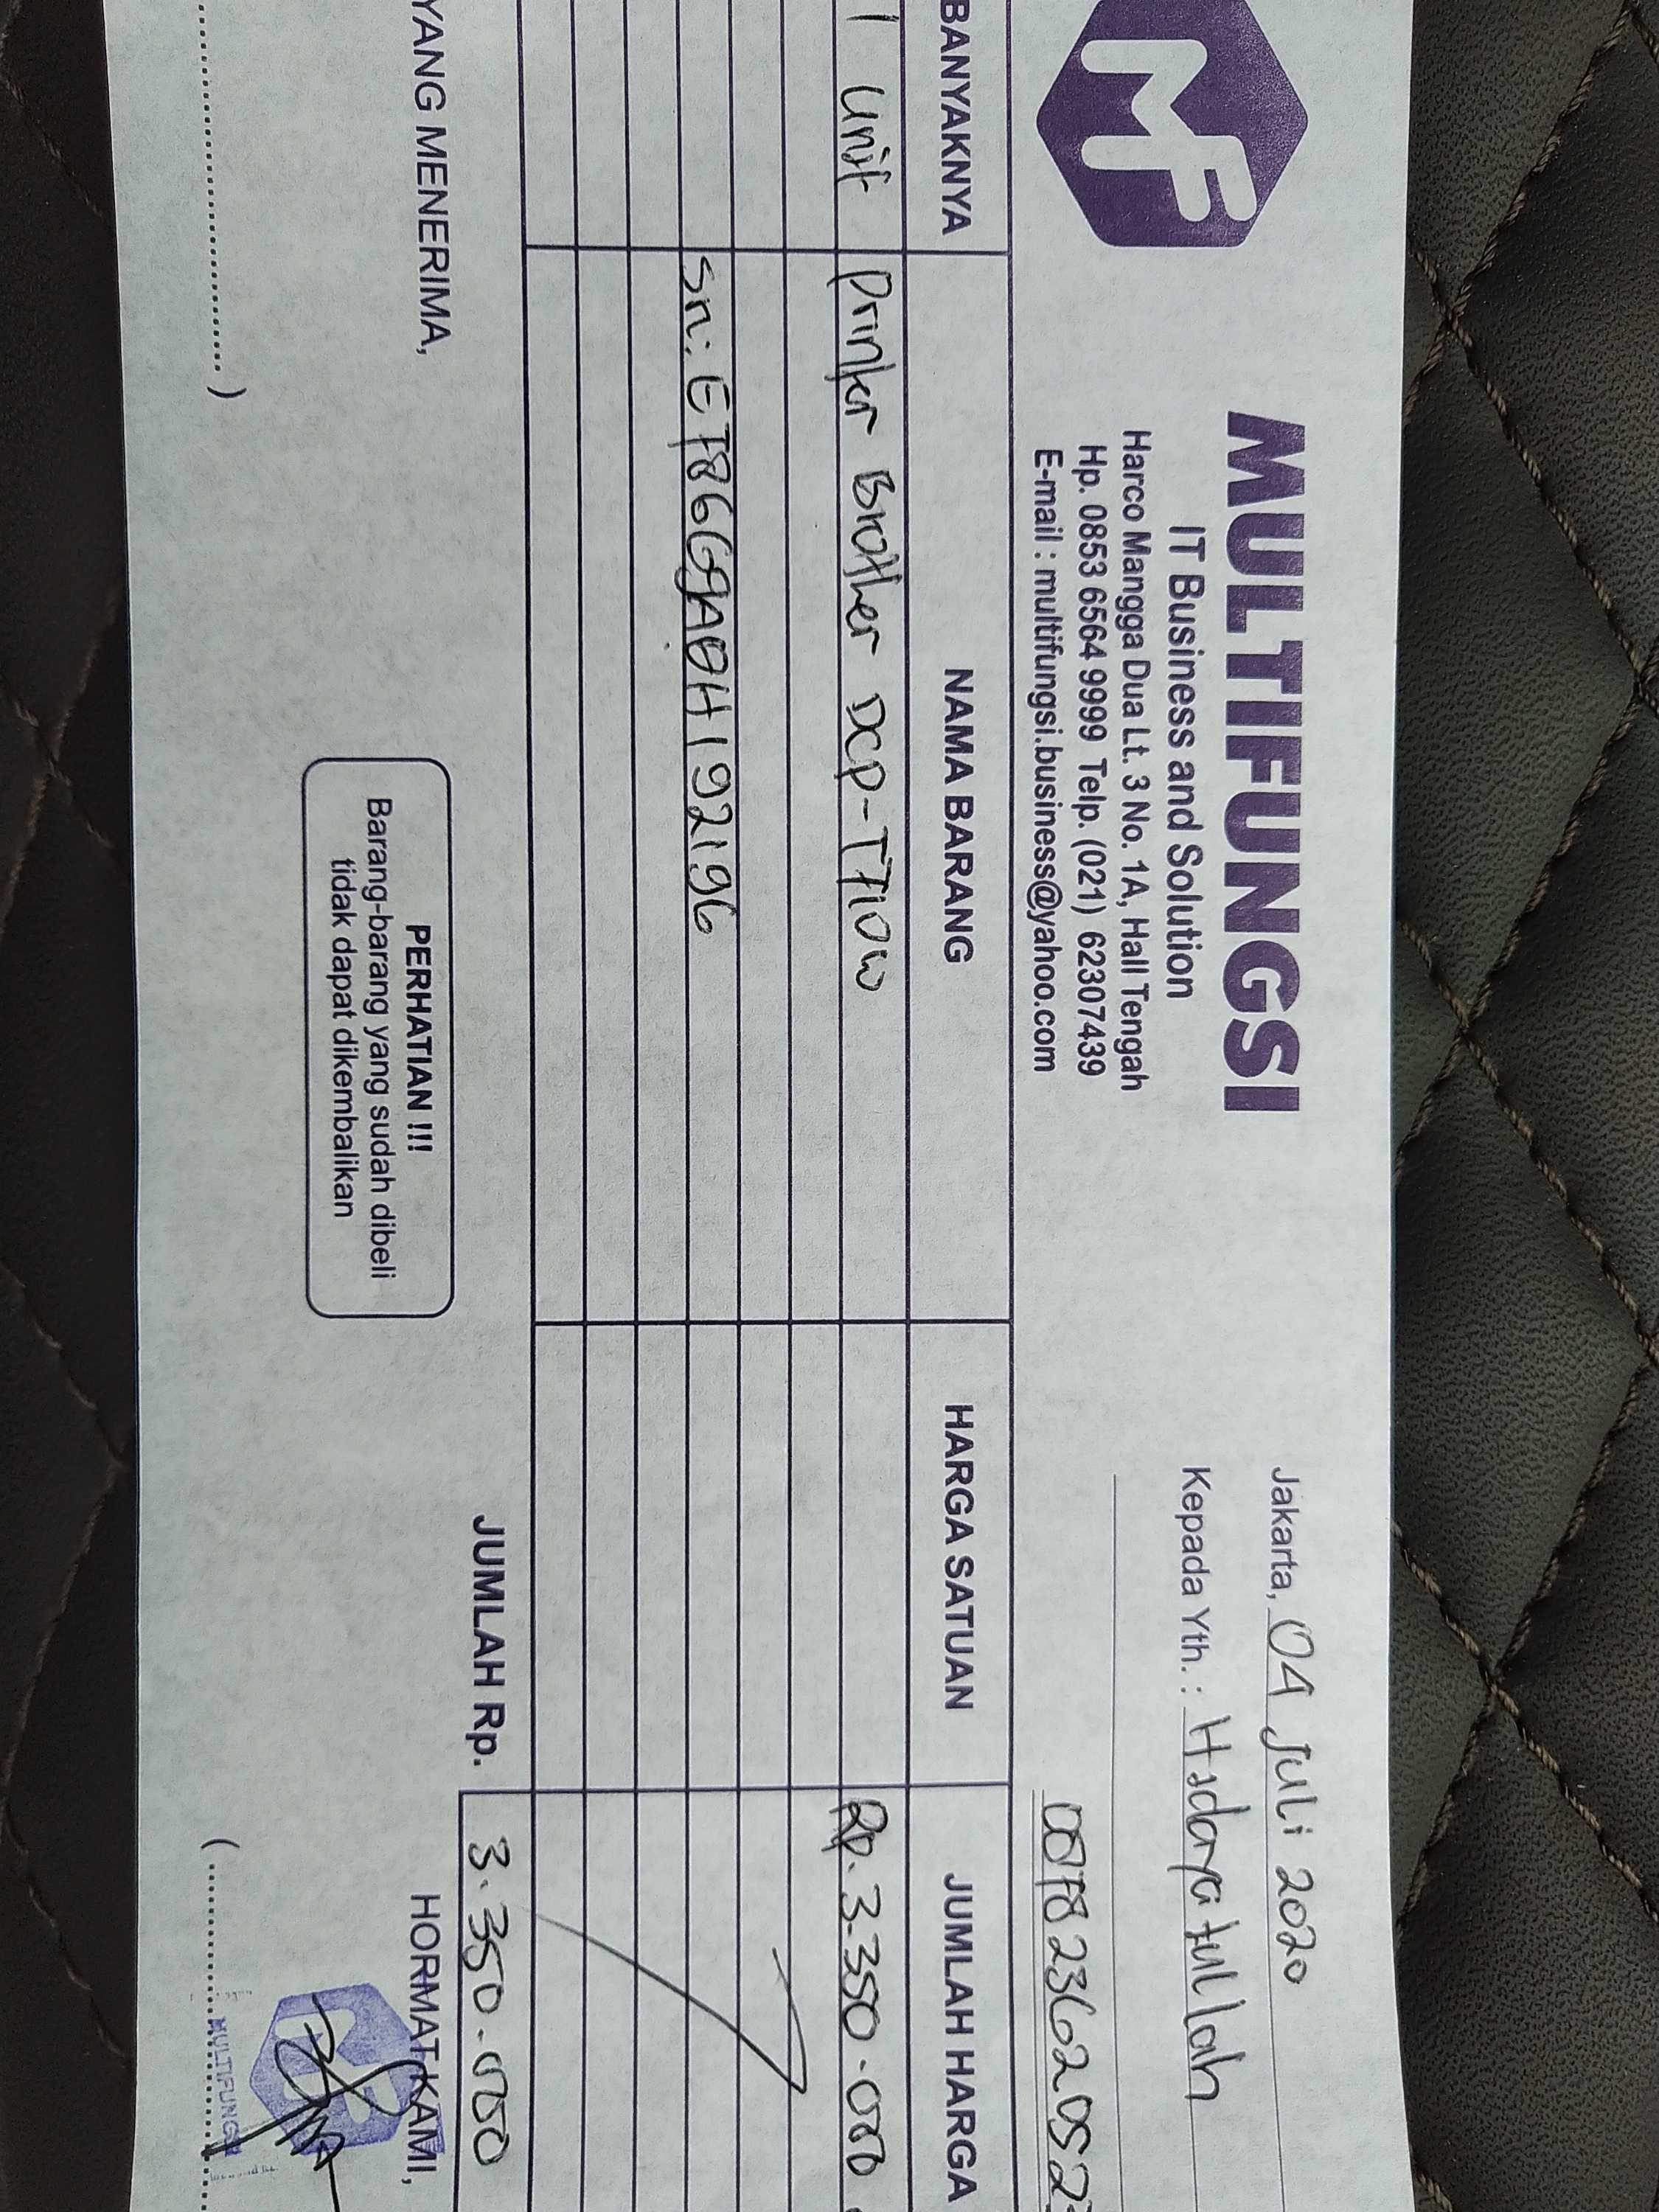 MF
MULTIFUNGSI
IT Business and Solution
Harco Mangga Dua Lt. 3 No. 1A, Hall Tengah
Hp. 0853 6564 9999 Telp. (021) 62307439
E-mail : multifungsi.business@yahoo.com
Jakarta, 04 Juli 2020
Kepada Yth. : Hidayatullah
BANYAKNYA NAMA BARANG HARGA SATUAN JUMLAH HARGA
1 Unit Printer Brother DCP-T710W Rp. 3.350.000
Sn: E7866
JUMLAH Rp. 3.350.000
YANG MENERIMA,
PERHATIAN !!!
Barang-barang yang sudah dibeli
tidak dapat dikembalikan
HORMAT KAMI,
MULTIFUNGSI